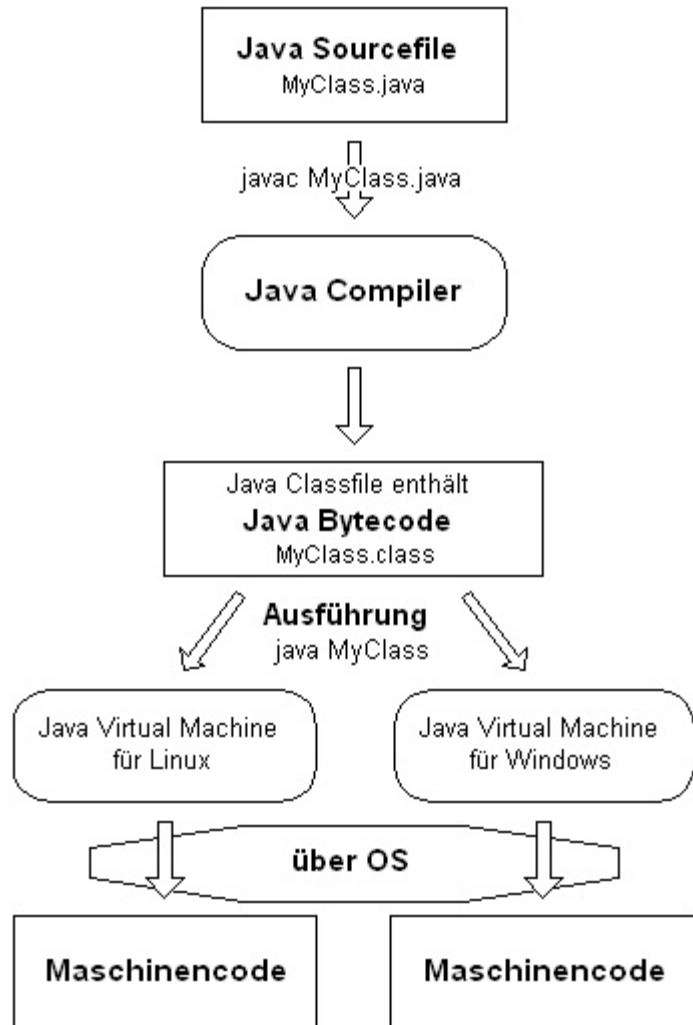 Java Sourcefile
MyClass.java
javac MyClass.java
Java Compiler
Java Classfile enthält
Java Bytecode
MyClass.class
Ausführung
java MyClass
Java Virtual Machine
für Linux
Java Virtual Machine
für Windows
über OS
Maschinencode
Maschinencode